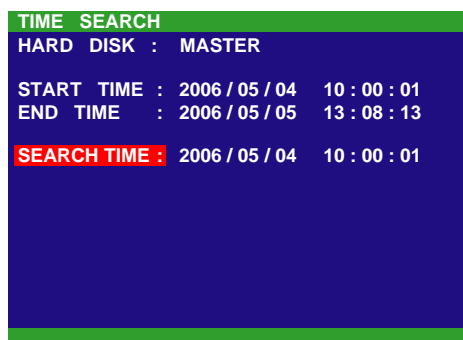 TIME SEARCH
HARD DISK : MASTER
START TIME : 2006 / 05 / 04 10 : 00 : 01
END TIME : 2006 / 05 / 05 13 : 08 : 13
SEARCH TIME : 2006 / 05 / 04 10 : 00 : 01